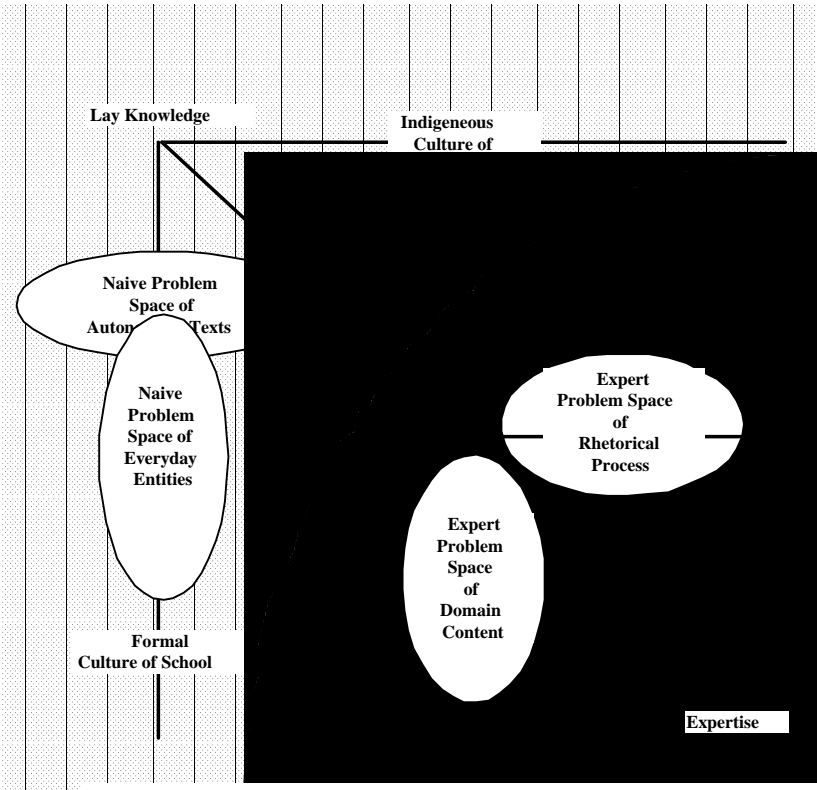 Lay Knowledge
Indigeneous
Culture of
Naive Problem
Space of
Texts
Naive
Problem
Space of
Everyday
Entities
Expert
Problem Space
of
Rhetorical
Process
Expert
Problem
Space
of
Domain
Content
Formal
Culture of School
Expertise